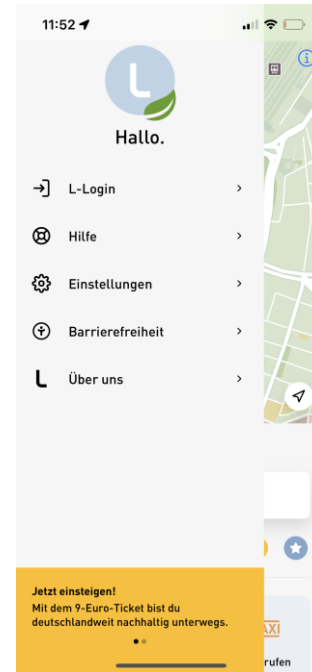 11:52
L
Hallo.
L-Login
Hilfe
Einstellungen
Barrierefreiheit
L Über uns
Jetzt einsteigen!
Mit dem 9-Euro-Ticket bist du
deutschlandweit nachhaltig unterwegs.
AXI
rufen